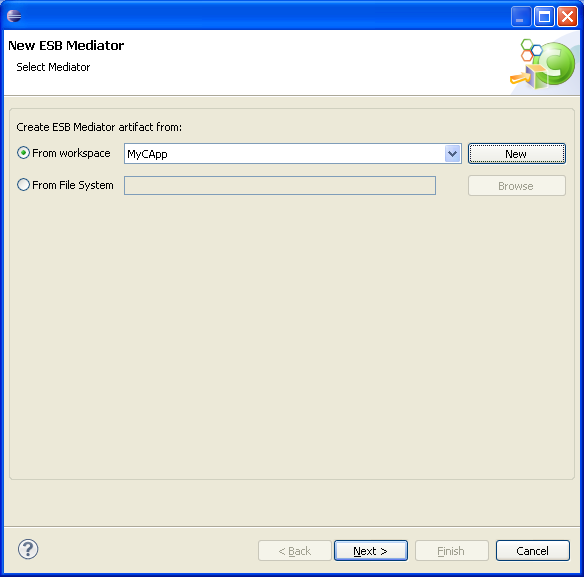 New ESB Mediator
Select Mediator
Create ESB Mediator artifact from:
From workspace MyCApp New
From File System Browse
< Back Next > Finish Cancel